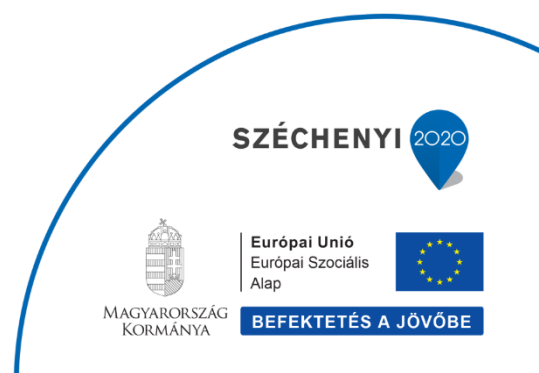 SZÉCHENYI 2020
Európai Unió
Európai Szociális
Alap
MAGYARORSZÁG
KORMÁNYA
BEFEKTETÉS A JÖVŐBE